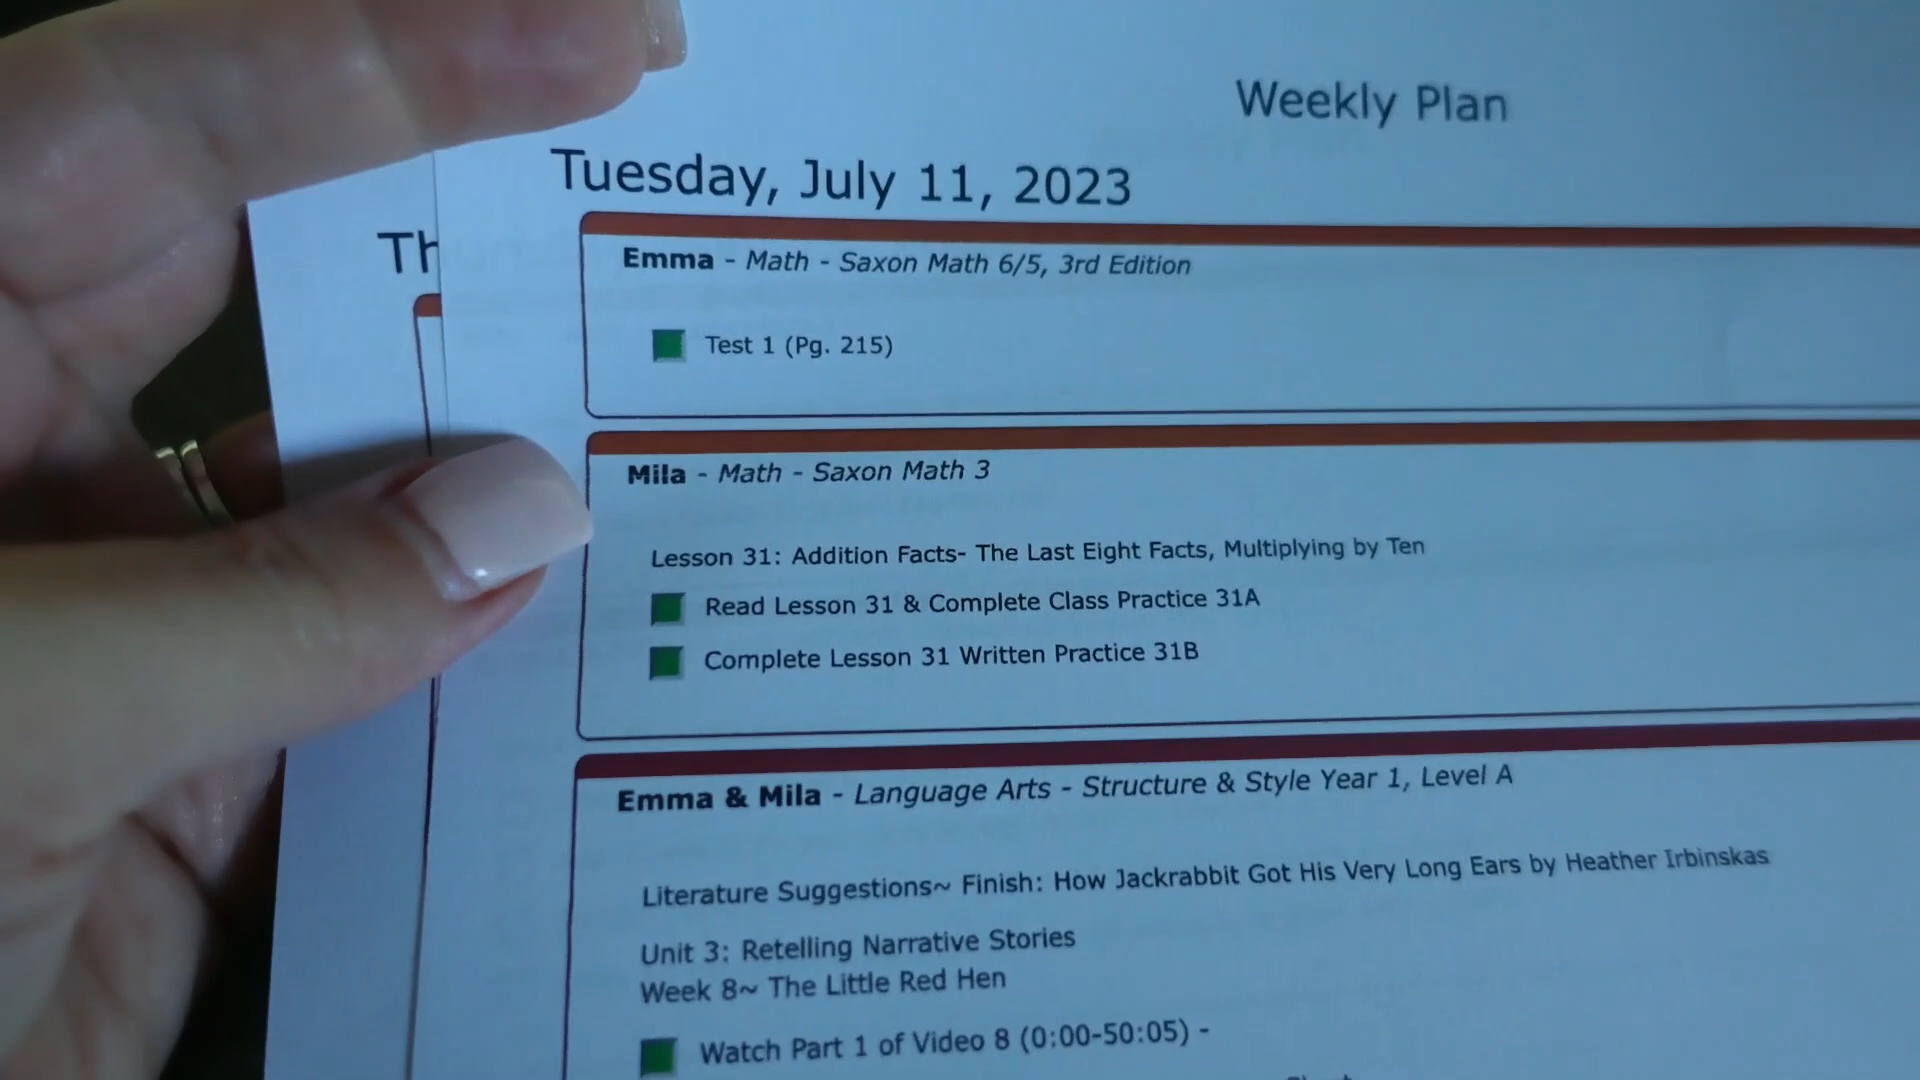 Weekly Plan
Tuesday, July 11, 2023
Th
Emma - Math - Saxon Math 6/5, 3rd Edition
Test 1 (Pg. 215)
Mila - Math - Saxon Math 3
Lesson 31: Addition Facts- The Last Eight Facts, Multiplying by Ten
Read Lesson 31 & Complete Class Practice 31A
Complete Lesson 31 Written Practice 31B
Emma & Mila - Language Arts - Structure & Style Year 1, Level A
Literature Suggestions~ Finish: How Jackrabbit Got His Very Long Ears by Heather Irbinskas
Unit 3: Retelling Narrative Stories
Week 8~ The Little Red Hen
Watch Part 1 of Video 8 (0:00-50:05) -